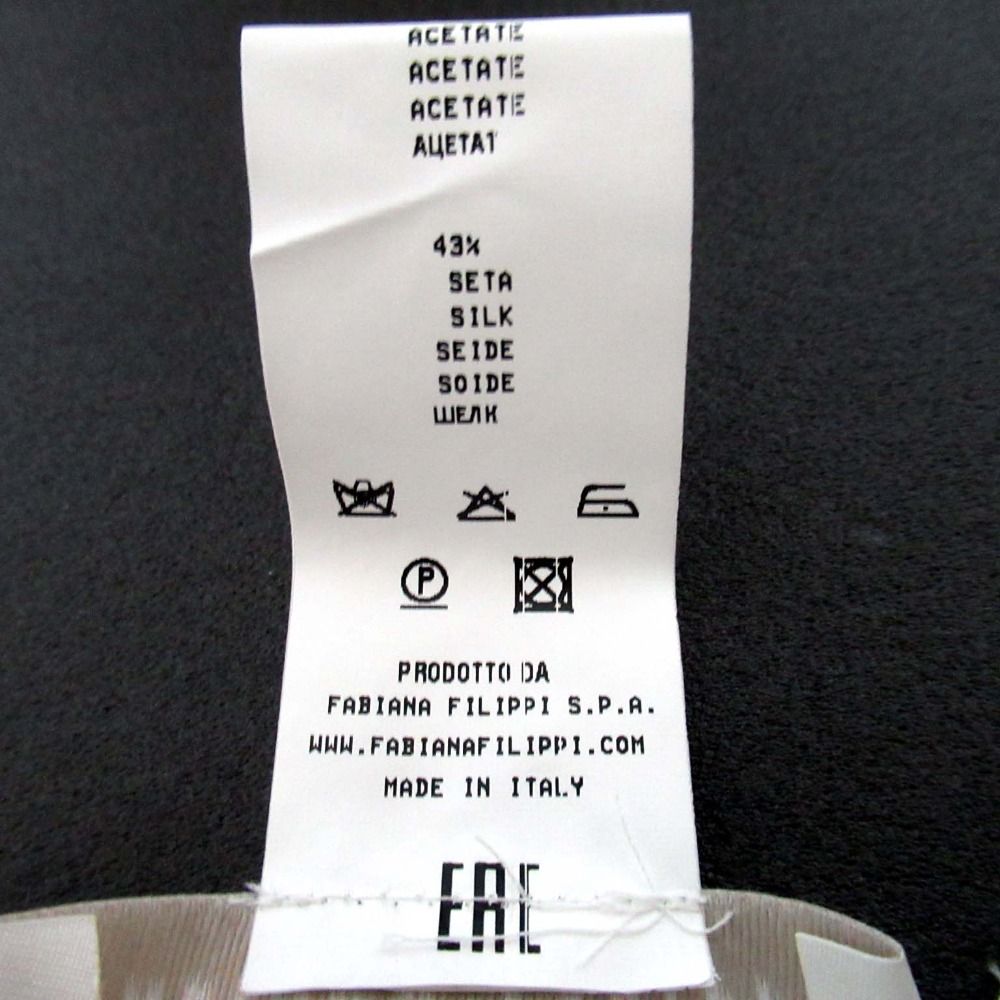 ACETATE
ACETATE
ACETATE
АЦЕТАТ
43%
SETA
SILK
SEIDE
SOIDE
ШЕЛК
P
PRODOTTO DA
FABIANA FILIPPI S.P.A.
WWW.FABIANAFILIPPI.COM
MADE IN ITALY
EAC